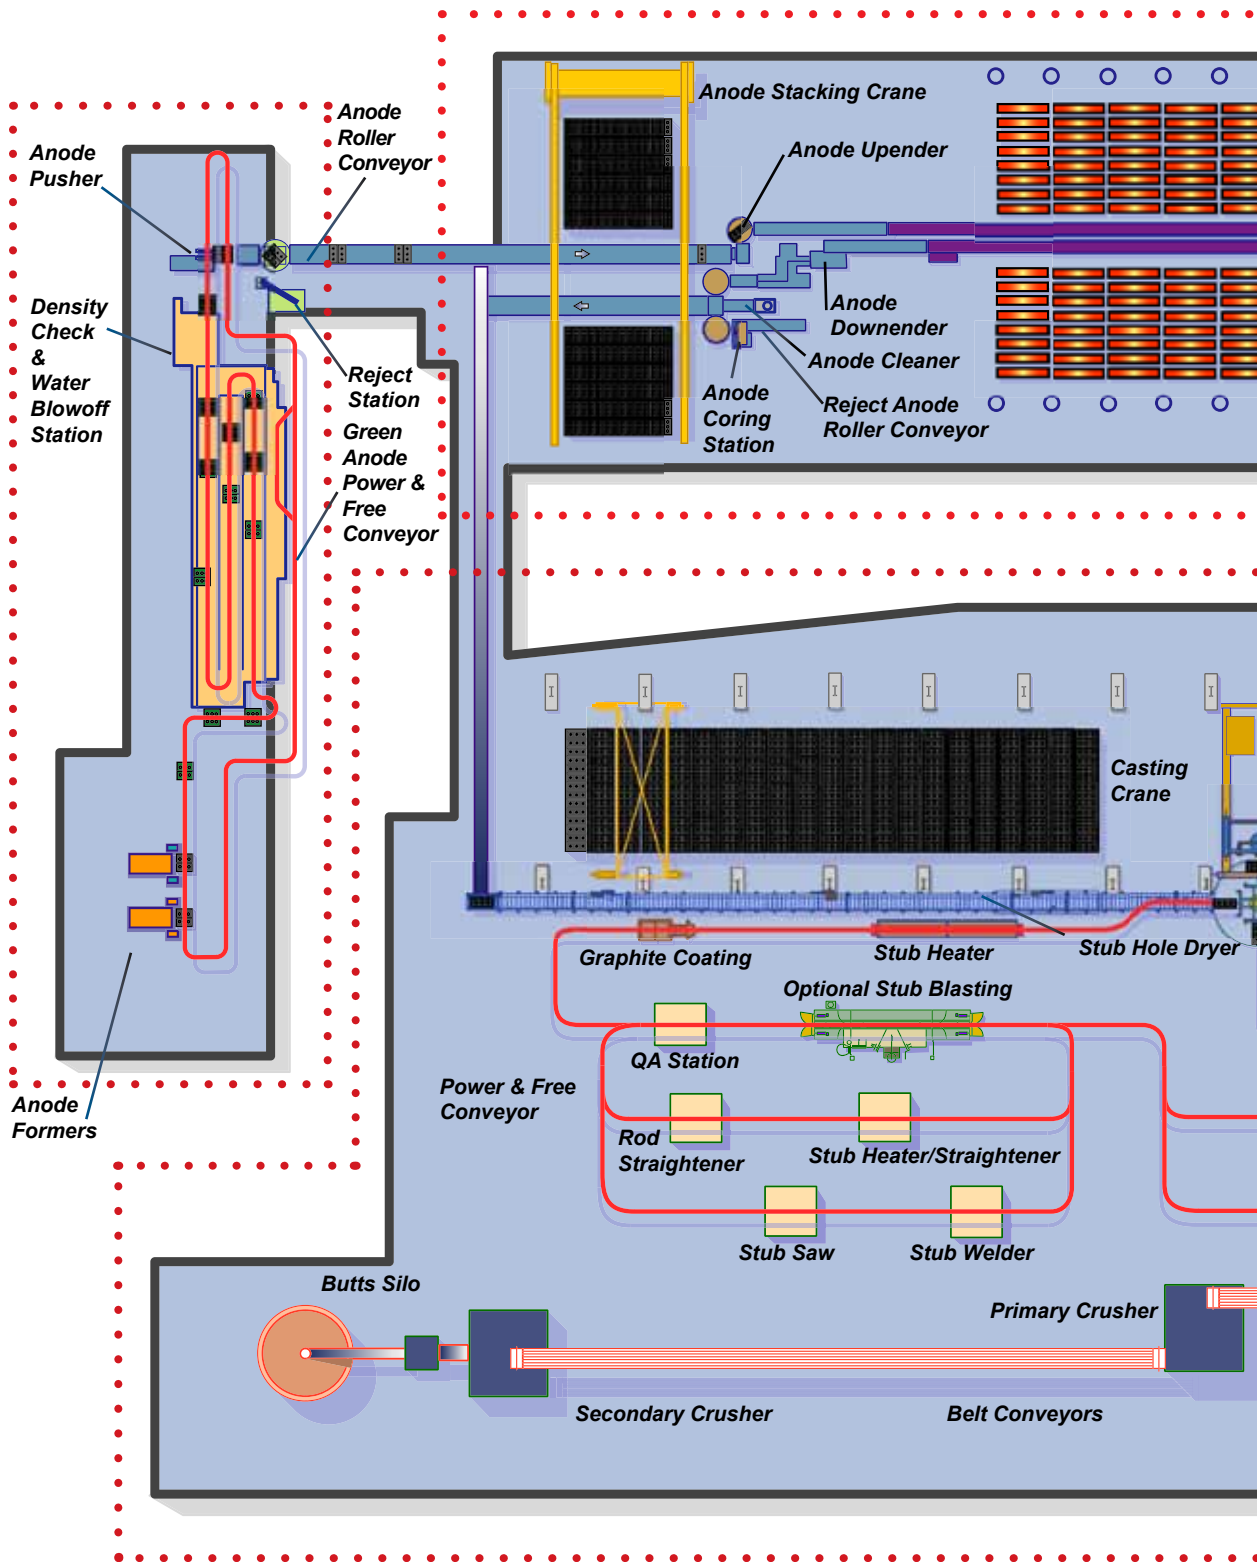 Anode Stacking Crane
Anode
Roller
Conveyor
Anode
Pusher
Anode Upender
Density
Check
&
Water
Blowoff
Station
Anode
Downender
Anode Cleaner
Reject
Station
Anode
Coring
Station
Reject Anode
Roller Conveyor
Green
Anode
Power &
Free
Conveyor
Casting
Crane
Graphite Coating
Stub Heater
Stub Hole Dryer
Optional Stub Blasting
QA Station
Power & Free
Conveyor
Anode
Formers
Rod
Straightener
Stub Heater/Straightener
Stub Saw
Stub Welder
Butts Silo
Primary Crusher
Secondary Crusher
Belt Conveyors